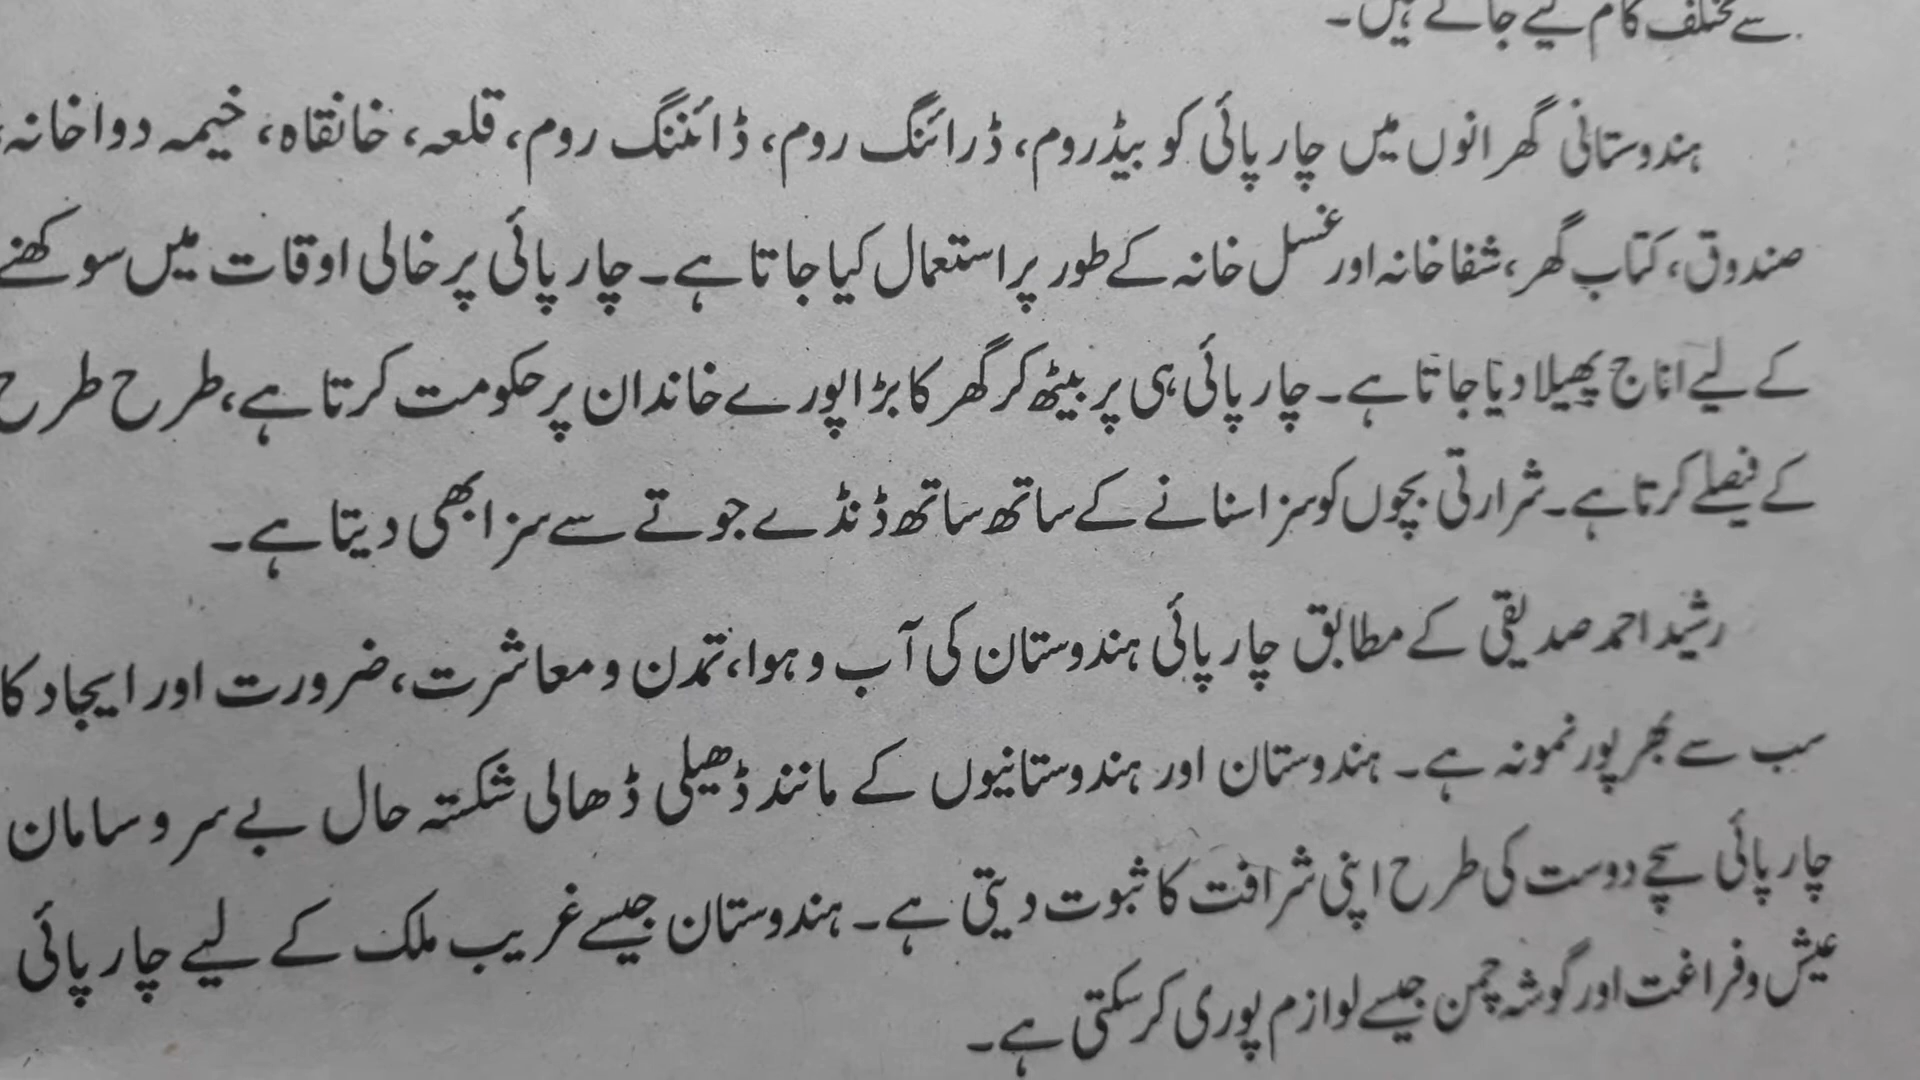 سے مختلف کام لیے جاتے ہیں۔
ہندوستانی گھرانوں میں چارپائی کو بیڈروم، ڈرائنگ روم، ڈائننگ روم، قلعہ، خانقاہ، خیمہ دواخانہ،
صندوق، کتاب گھر، شفاخانہ اور غسل خانہ کے طور پر استعمال کیا جاتا ہے۔ چارپائی پر خالی اوقات میں سوکھنے
کے لیے اناج پھیلا دیا جاتا ہے۔ چارپائی ہی پر بیٹھ کر گھر کا بڑا پورے خاندان پر حکومت کرتا ہے، طرح طرح
کے فیصلے کرتا ہے۔ شرارتی بچوں کو سزا سنانے کے ساتھ ساتھ ڈنڈے جوتے سے سزا بھی دیتا ہے۔
رشید احمد صدیقی کے مطابق چارپائی ہندوستان کی آب و ہوا، تمدن و معاشرت، ضرورت اور ایجاد کا
سب سے بھرپور نمونہ ہے۔ ہندوستان اور ہندوستانیوں کے مانند ڈھیلی ڈھالی شکستہ حال بے سر و سامان
چارپائی سچے دوست کی طرح اپنی شرافت کا ثبوت دیتی ہے۔ ہندوستان جیسے غریب ملک کے لیے چارپائی
عیش و فراغت اور گوشہ چمن جیسے لوازم پوری کرسکتی ہے۔